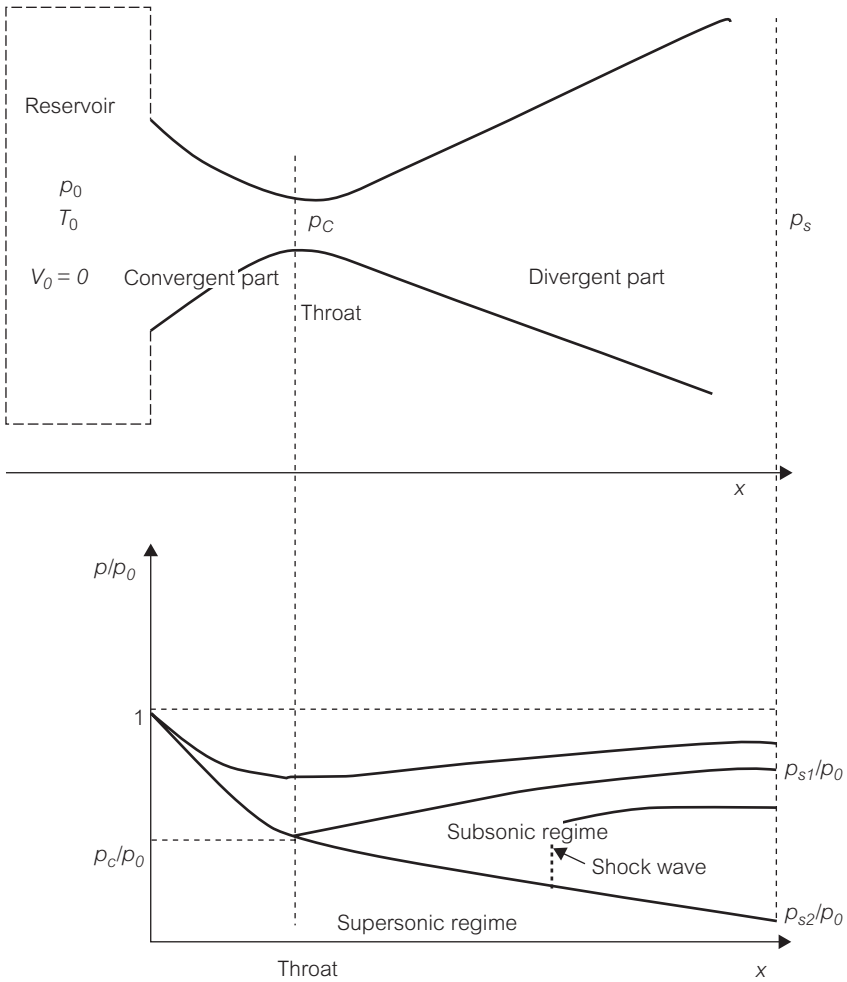 Reservoir
p0
T0
V0 = 0
Convergent part
pC
Throat
Divergent part
ps
x
p/p0
1
ps1/p0
Subsonic regime
Shock wave
pc/p0
ps2/p0
Supersonic regime
Throat
x